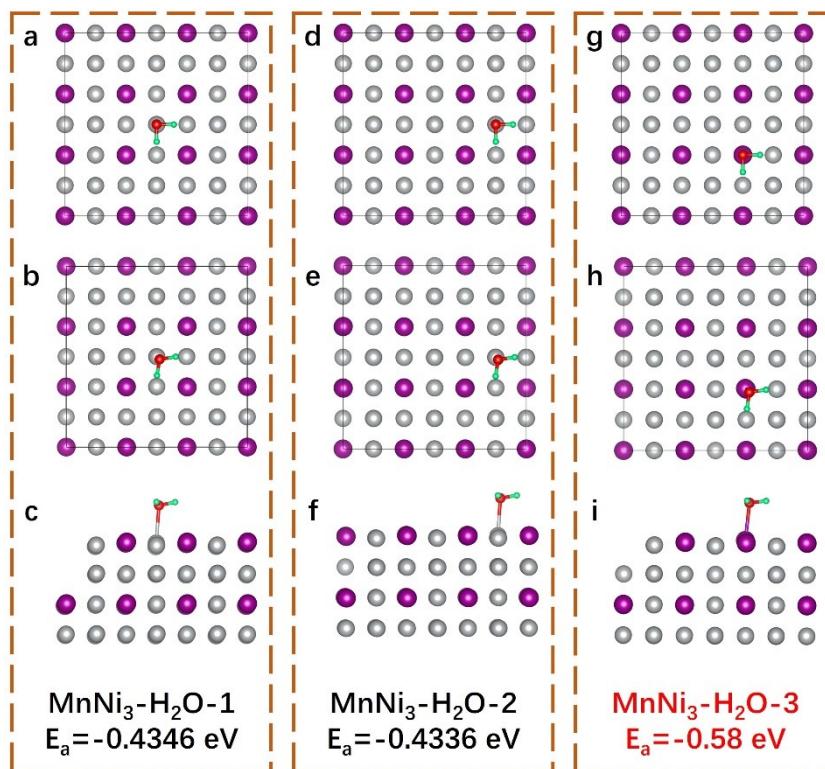 a
d
g
b
e
h
c
f
i
MnNi₃-H₂O-1
Eₐ=-0.4346 eV
MnNi₃-H₂O-2
Eₐ=-0.4336 eV
MnNi₃-H₂O-3
Eₐ=-0.58 eV